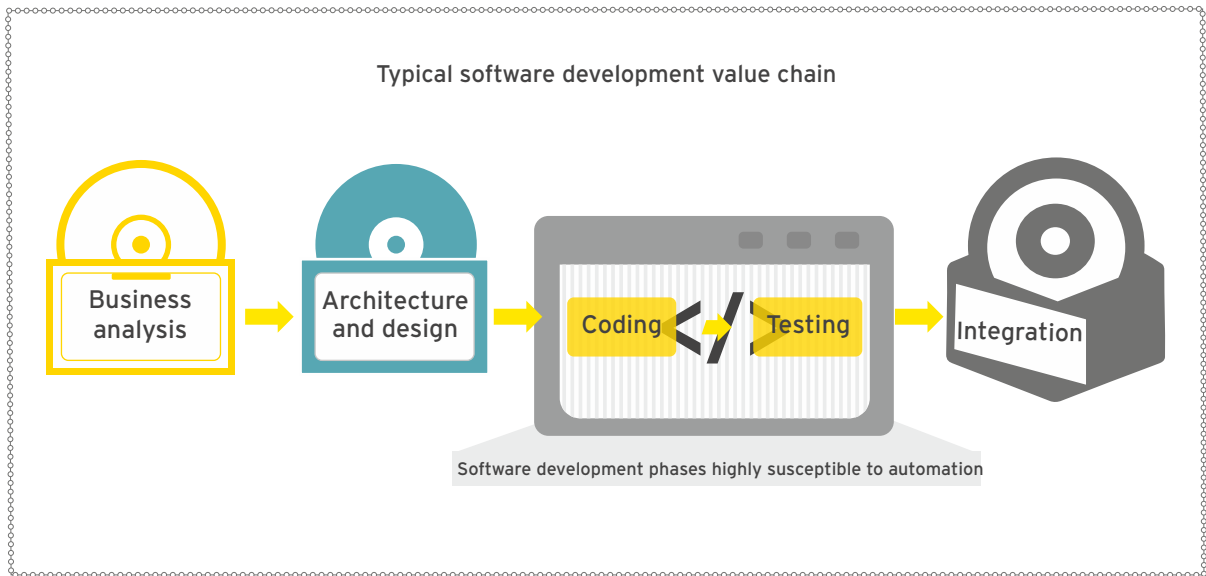 Typical software development value chain
Business
analysis
Architecture
and design
Coding
</>
Testing
Integration
Software development phases highly susceptible to automation